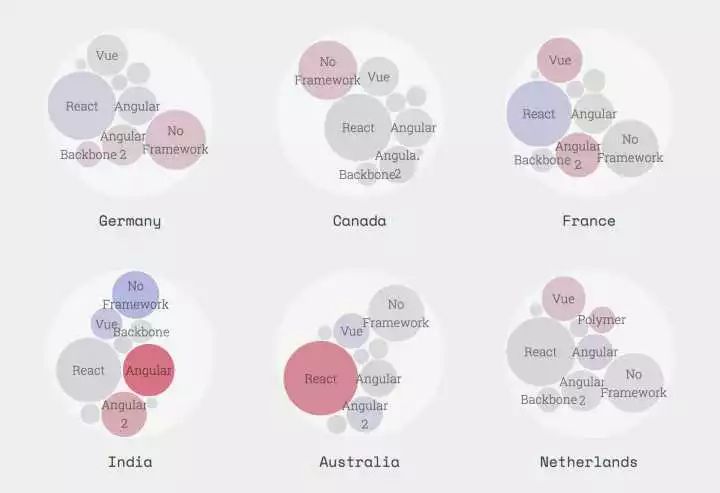 Vue
React
Angular
No
Framework
Angular
2
Backbone
Germany
No
Framework
Vue
React
Angular
Angula.
2
Backbone
Canada
Vue
React
Angular
No
Framework
Angular
2
Backbone
France
No
Framework
Vue
Backbone
React
Angular
Angular
2
India
No
Framework
Vue
React
Angular
Angular
2
Australia
Vue
Polymer
React
Angular
No
Framework
Angular
2
Backbone
Netherlands